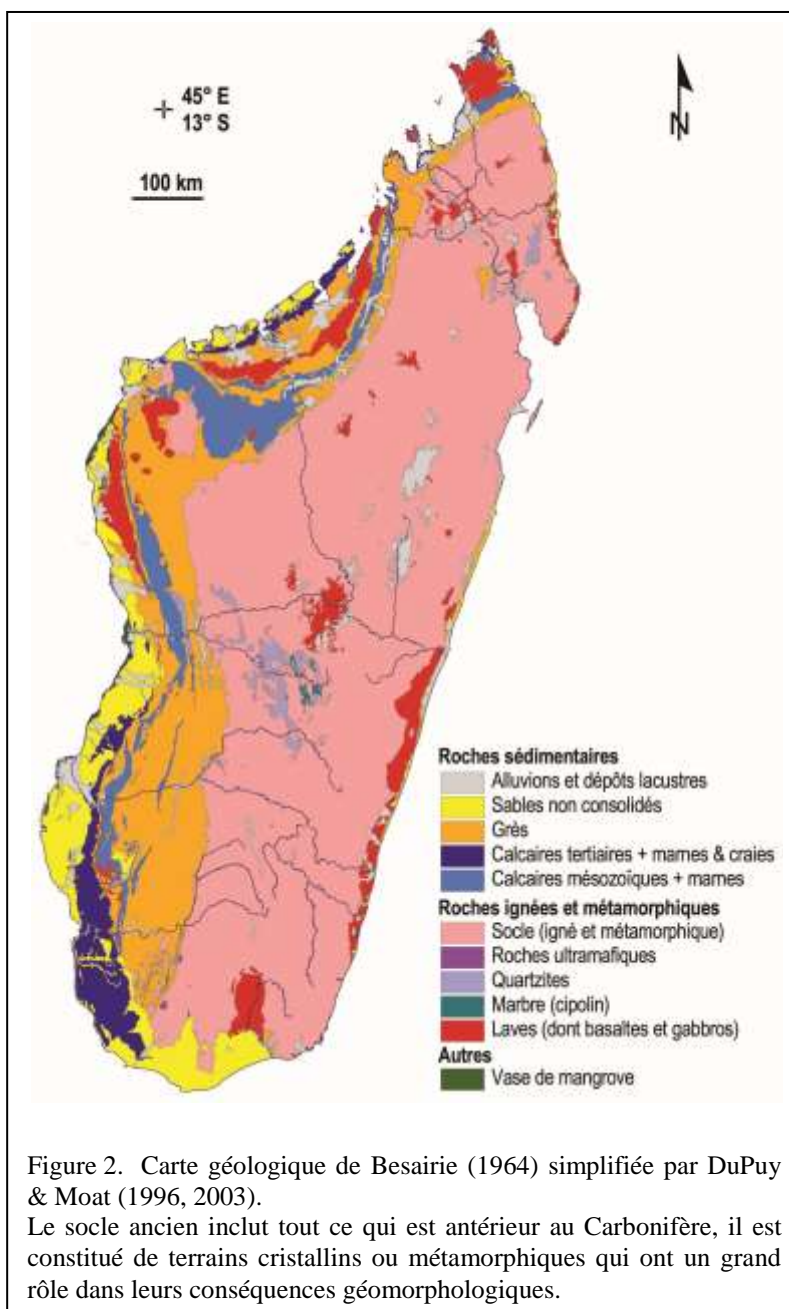 45° E
13° S
N
100 km
Roches sédimentaires
Alluvions et dépôts lacustres
Sables non consolidés
Grès
Calcaires tertiaires + marnes & craies
Calcaires mésozoïques + marnes
Roches ignées et métamorphiques
Socle (igné et métamorphique)
Roches ultramafiques
Quartzites
Marbre (cipolin)
Laves (dont basaltes et gabbros)
Autres
Vase de mangrove
Figure 2. Carte géologique de Besairie (1964) simplifiée par DuPuy
& Moat (1996, 2003).
Le socle ancien inclut tout ce qui est antérieur au Carbonifère, il est
constitué de terrains cristallins ou métamorphiques qui ont un grand
rôle dans leurs conséquences géomorphologiques.